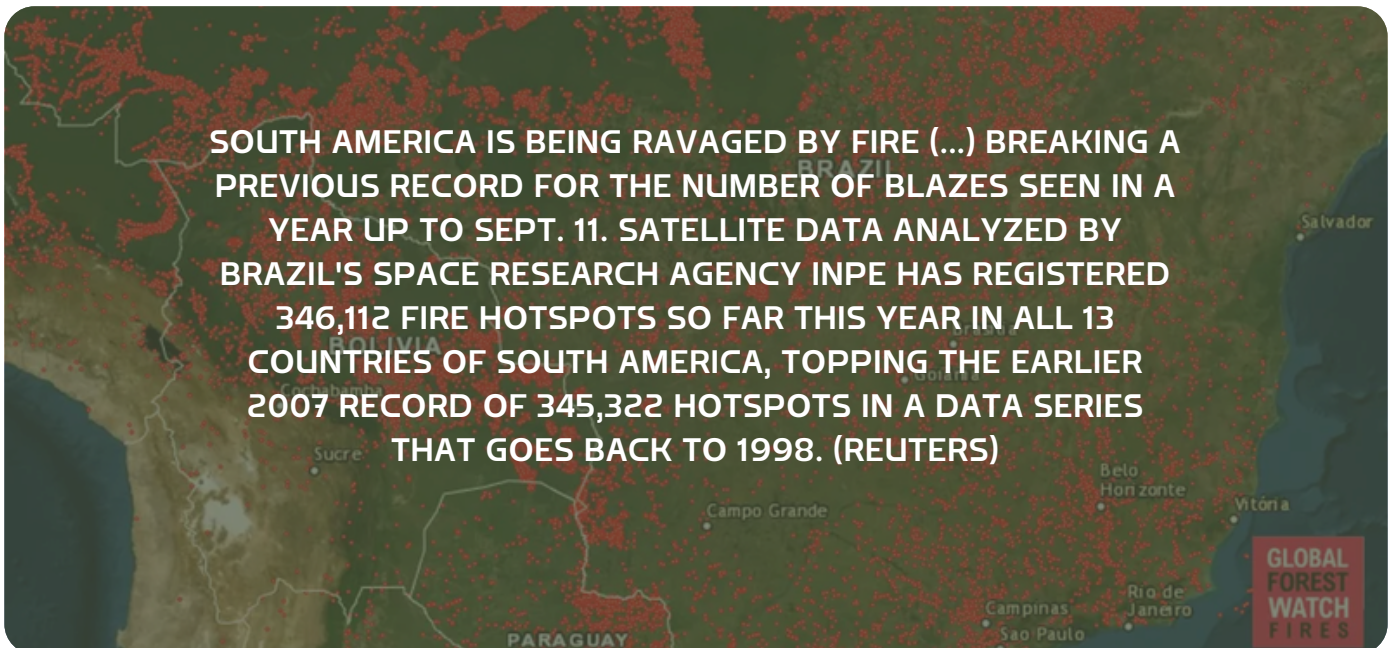 SOUTH AMERICA IS BEING RAVAGED BY FIRE (...) BREAKING A
PREVIOUS RECORD FOR THE NUMBER OF BLAZES SEEN IN A
YEAR UP TO SEPT. 11. SATELLITE DATA ANALYZED BY
BRAZIL'S SPACE RESEARCH AGENCY INPE HAS REGISTERED
346,112 FIRE HOTSPOTS SO FAR THIS YEAR IN ALL 13
COUNTRIES OF SOUTH AMERICA, TOPPING THE EARLIER
2007 RECORD OF 345,322 HOTSPOTS IN A DATA SERIES
THAT GOES BACK TO 1998. (REUTERS)
BRAZIL
Salvador
BOLIVIA
Goiânia
Cochabamba
Sucre
Belo
Horizonte
Campo Grande
Vitória
Rio de
Janeiro
Campinas
Sao Paulo
PARAGUAY
GLOBAL
FOREST
WATCH
FIRES